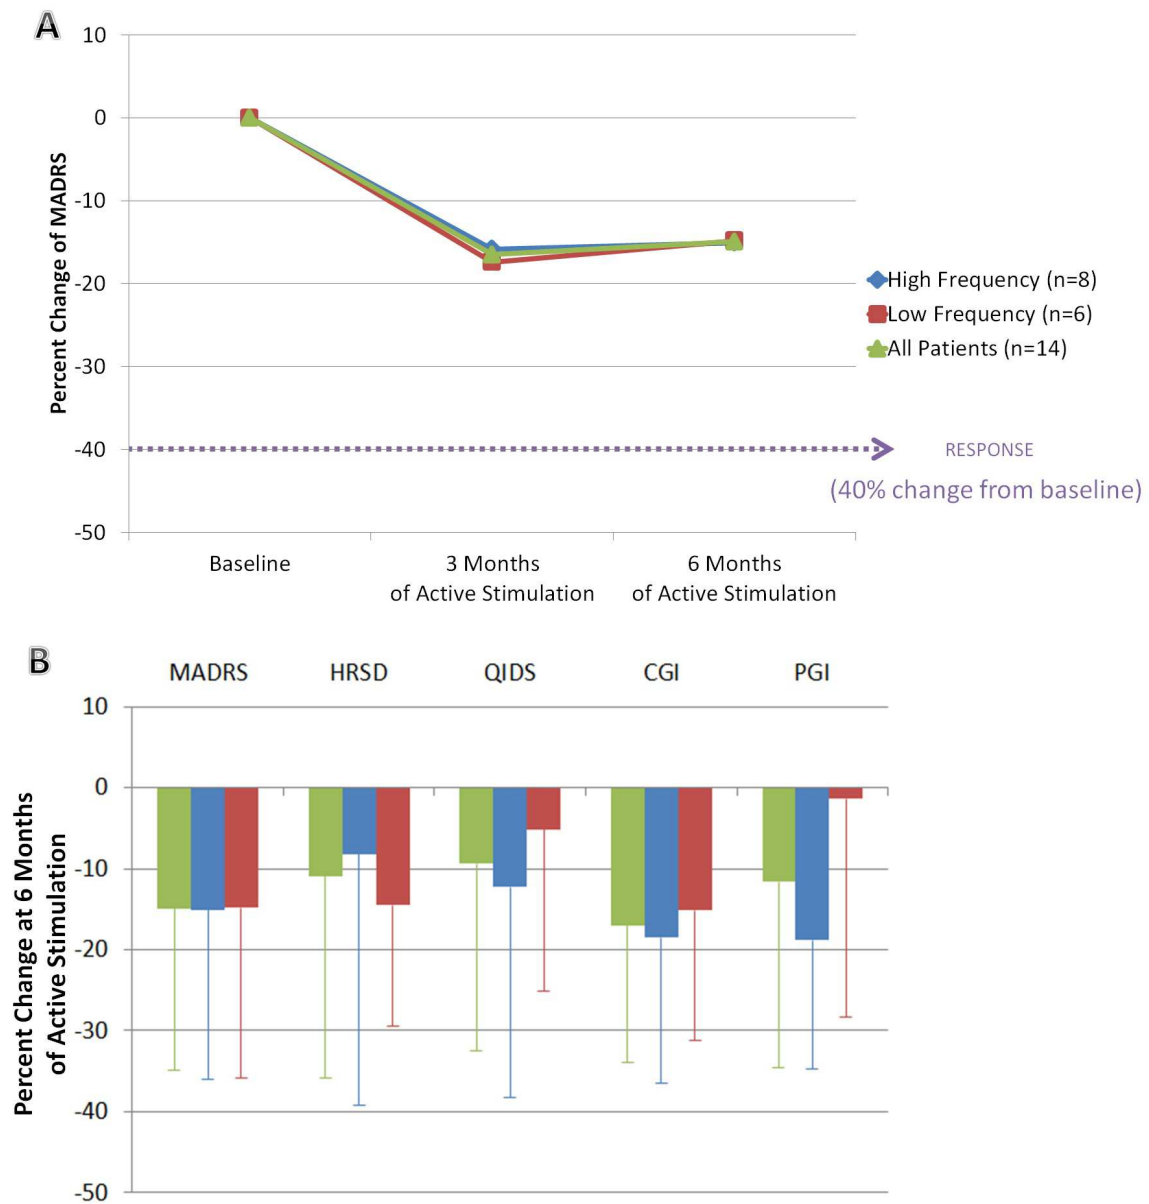 A
10
0
-10
-20
-30
-40
-50
Percent Change of MADRS
High Frequency (n=8)
Low Frequency (n=6)
All Patients (n=14)
RESPONSE
(40% change from baseline)
Baseline
3 Months
of Active Stimulation
6 Months
of Active Stimulation
B
MADRS
HRSD
QIDS
CGI
PGI
10
0
-10
-20
-30
-40
-50
Percent Change at 6 Months
of Active Stimulation